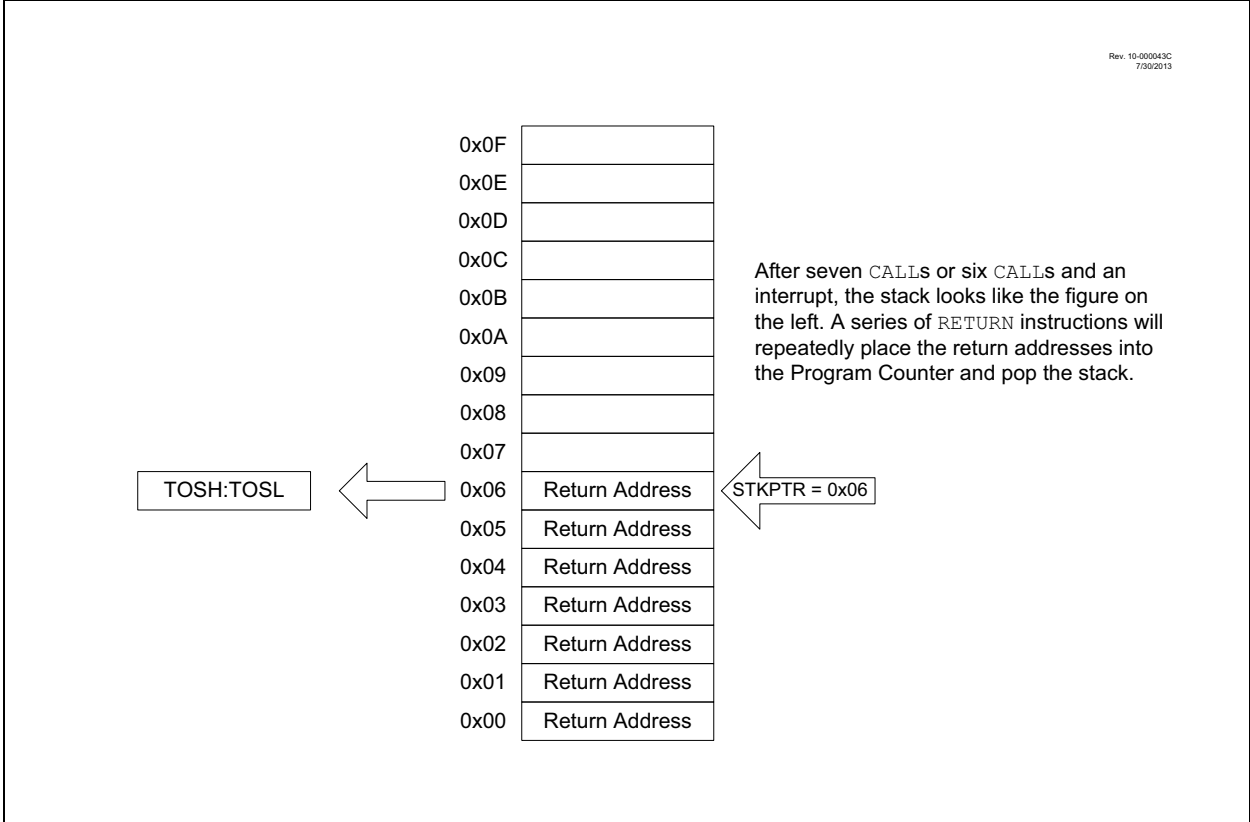 Rev. 10-000043C
7/30/2013
0x0F
0x0E
0x0D
0x0C
0x0B
0x0A
0x09
0x08
0x07
TOSH:TOSL
0x06 Return Address STKPTR = 0x06
0x05 Return Address
0x04 Return Address
0x03 Return Address
0x02 Return Address
0x01 Return Address
0x00 Return Address
After seven CALLs or six CALLs and an
interrupt, the stack looks like the figure on
the left. A series of RETURN instructions will
repeatedly place the return addresses into
the Program Counter and pop the stack.